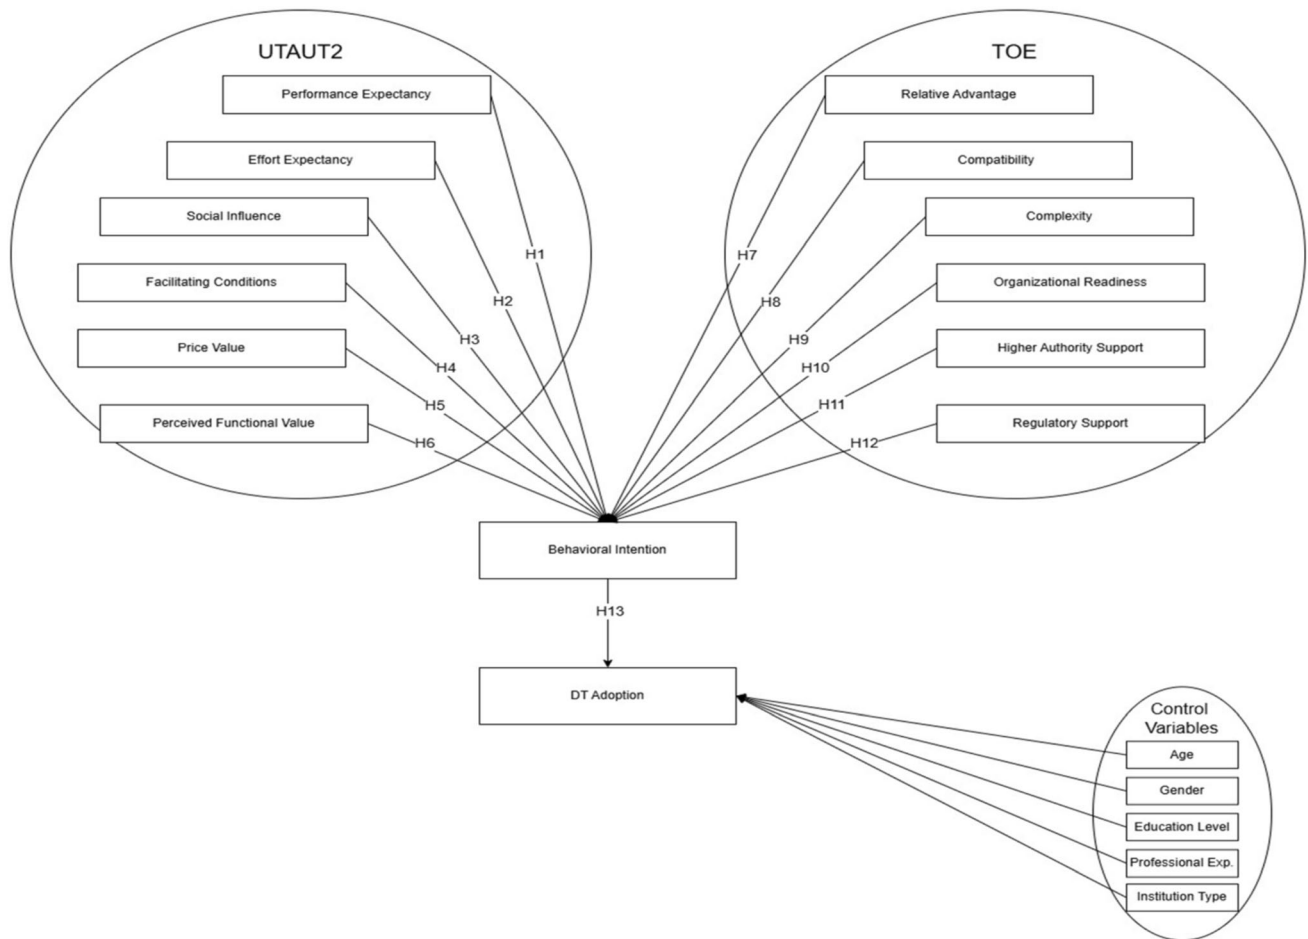 UTAUT2
Performance Expectancy
Effort Expectancy
Social Influence
Facilitating Conditions
Price Value
Perceived Functional Value
H1
H2
H3
H4
H5
H6
TOE
Relative Advantage
Compatibility
Complexity
Organizational Readiness
Higher Authority Support
Regulatory Support
H7
H8
H9
H10
H11
H12
Behavioral Intention
H13
DT Adoption
Control
Variables
Age
Gender
Education Level
Professional Exp.
Institution Type